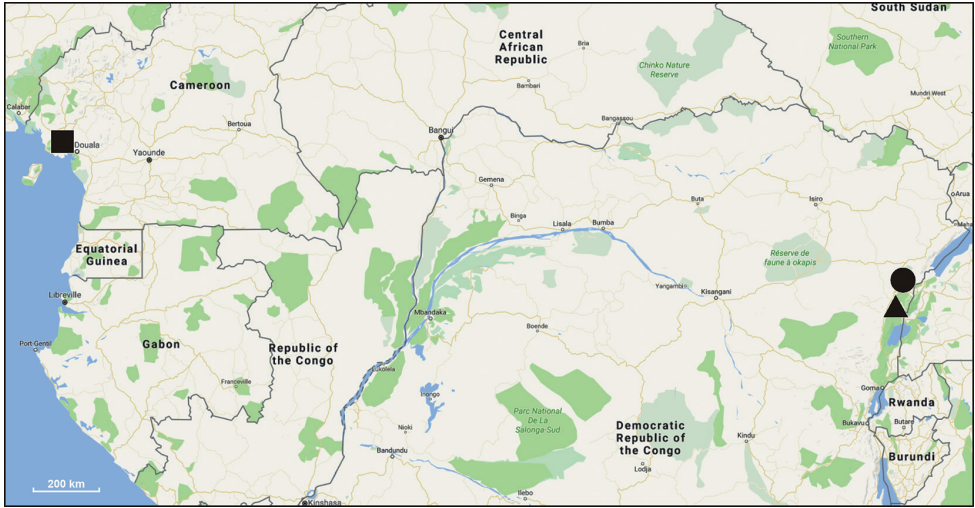 South Sudan
Central
African
Republic
Bria
Southern
National Park
Chinko Nature
Reserve
Cameroon
Bambari
Mundri West
Calabar
Bertoua
Bangassou
Bangui
Douala
Yaounde
Gemena
Arua
Buta
Isiro
Binga
Lisala
Bumba
Equatorial
Guinea
Réserve de
faune à okapis
Yangambi
Kisangani
Libreville
Mbandaka
Boende
Port-Gentil
Gabon
Republic of
the Congo
Lukolela
Franceville
Inongo
Goma
Rwanda
Parc National
De La
Salonga-Sud
Democratic
Republic of
the Congo
Bukavu
Butare
Nioki
Kindu
Bandundu
Burundi
Lodja
200 km
Ilebo
Kinshasa